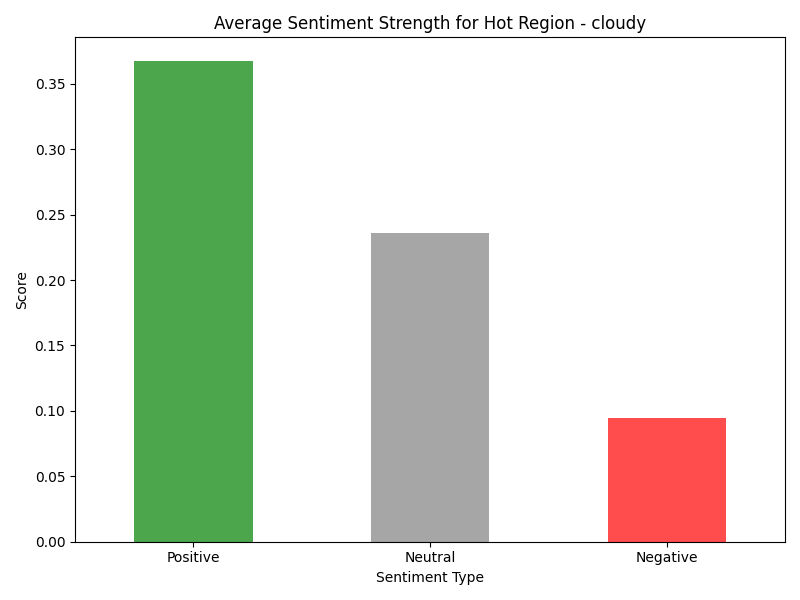 Average Sentiment Strength for Hot Region - cloudy
Score
0.35
0.30
0.25
0.20
0.15
0.10
0.05
0.00
Positive
Neutral
Negative
Sentiment Type